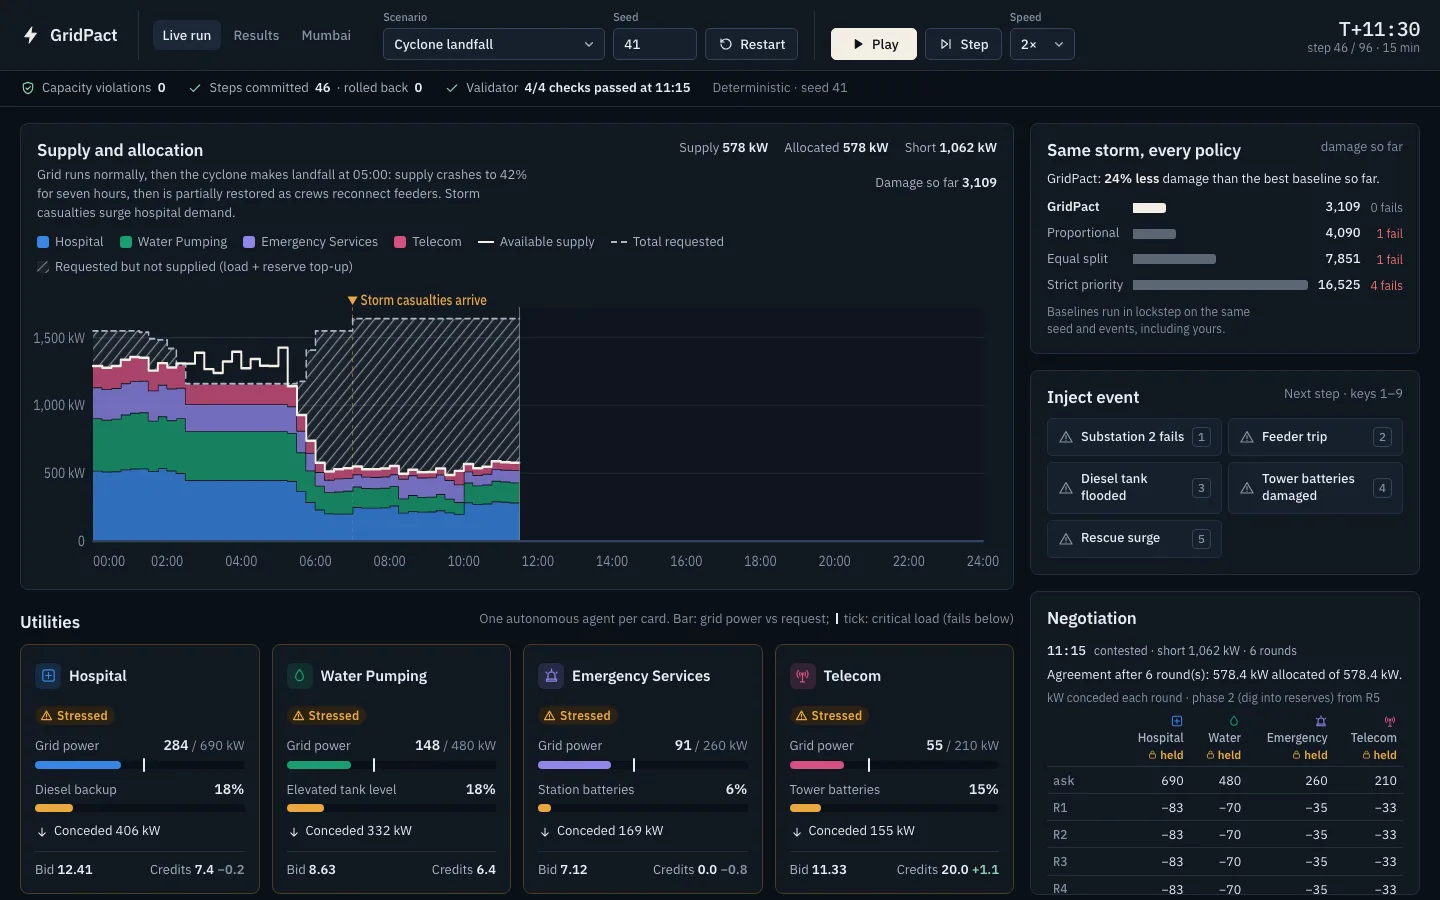 GridPact
Live run
Results
Mumbai
Scenario
Cyclone landfall
Seed
41
Restart
Play
Step
Speed
2×
T+11:30
step 46 / 96 · 15 min
Capacity violations 0
Steps committed 46 · rolled back 0
Validator 4/4 checks passed at 11:15
Deterministic · seed 41
Supply and allocation
Supply 578 kW Allocated 578 kW Short 1,062 kW
Damage so far 3,109
Grid runs normally, then the cyclone makes landfall at 05:00: supply crashes to 42%
for seven hours, then is partially restored as crews reconnect feeders. Storm
casualties surge hospital demand.
Hospital Water Pumping Emergency Services Telecom Available supply Total requested
Requested but not supplied (load + reserve top-up)
Storm casualties arrive
1,500 kW
1,000 kW
500 kW
0
00:00 02:00 04:00 06:00 08:00 10:00 12:00 14:00 16:00 18:00 20:00 22:00 24:00
Same storm, every policy
damage so far
GridPact: 24% less damage than the best baseline so far.
GridPact 3,109 0 fails
Proportional 4,090 1 fail
Equal split 7,851 1 fail
Strict priority 16,525 4 fails
Baselines run in lockstep on the same
seed and events, including yours.
Inject event
Next step · keys 1–9
Substation 2 fails 1
Feeder trip 2
Diesel tank
flooded 3
Tower batteries
damaged 4
Rescue surge 5
Utilities
One autonomous agent per card. Bar: grid power vs request; tick: critical load (fails below)
Hospital
Stressed
Grid power 284 / 690 kW
Diesel backup 18%
↓ Conceded 406 kW
Bid 12.41 Credits 7.4 −0.2
Water Pumping
Stressed
Grid power 148 / 480 kW
Elevated tank level 18%
↓ Conceded 332 kW
Bid 8.63 Credits 6.4
Emergency Services
Stressed
Grid power 91 / 260 kW
Station batteries 6%
↓ Conceded 169 kW
Bid 7.12 Credits 0.0 −0.8
Telecom
Stressed
Grid power 55 / 210 kW
Tower batteries 15%
↓ Conceded 155 kW
Bid 11.33 Credits 20.0 +1.1
Negotiation
11:15 contested · short 1,062 kW · 6 rounds
Agreement after 6 round(s): 578.4 kW allocated of 578.4 kW.
kW conceded each round · phase 2 (dig into reserves) from R5
Hospital Water Emergency Telecom
held held held held
ask 690 480 260 210
R1 −83 −70 −35 −33
R2 −83 −70 −35 −33
R3 −83 −70 −35 −33
R4 −83 −70 −35 −33